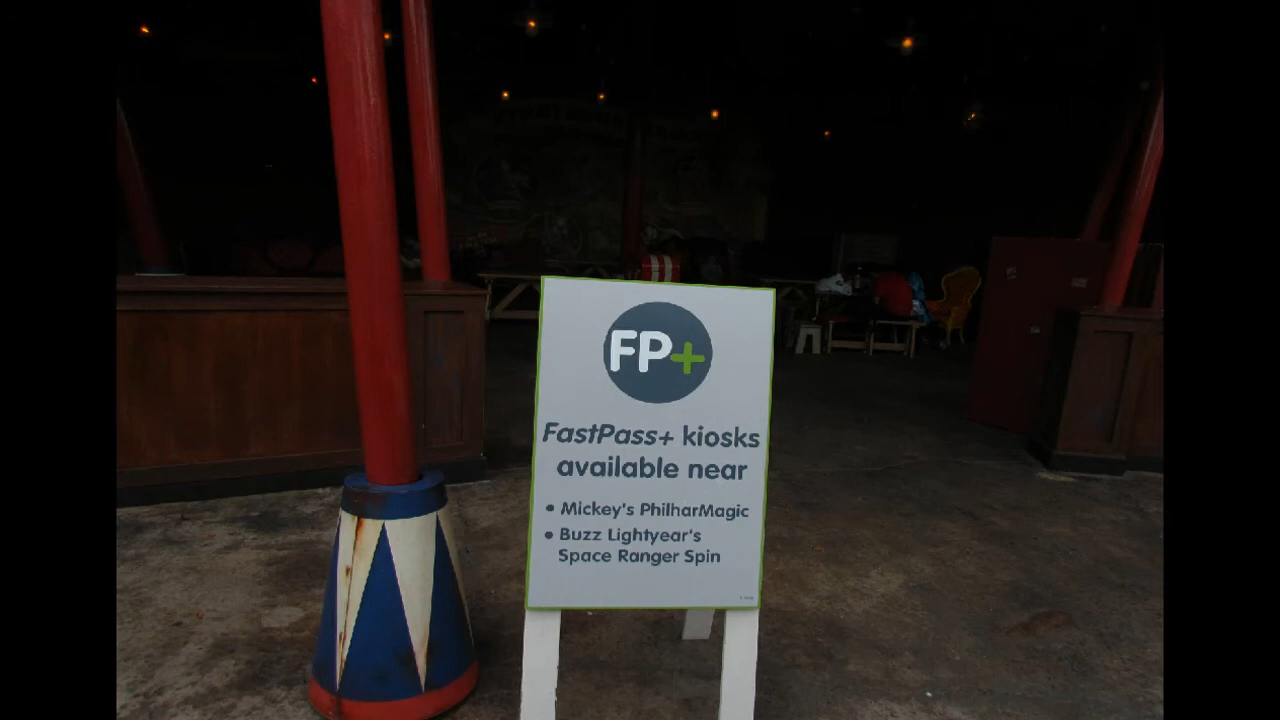 FP+
FastPass+ kiosks
available near
• Mickey's PhilharMagic
• Buzz Lightyear's
Space Ranger Spin